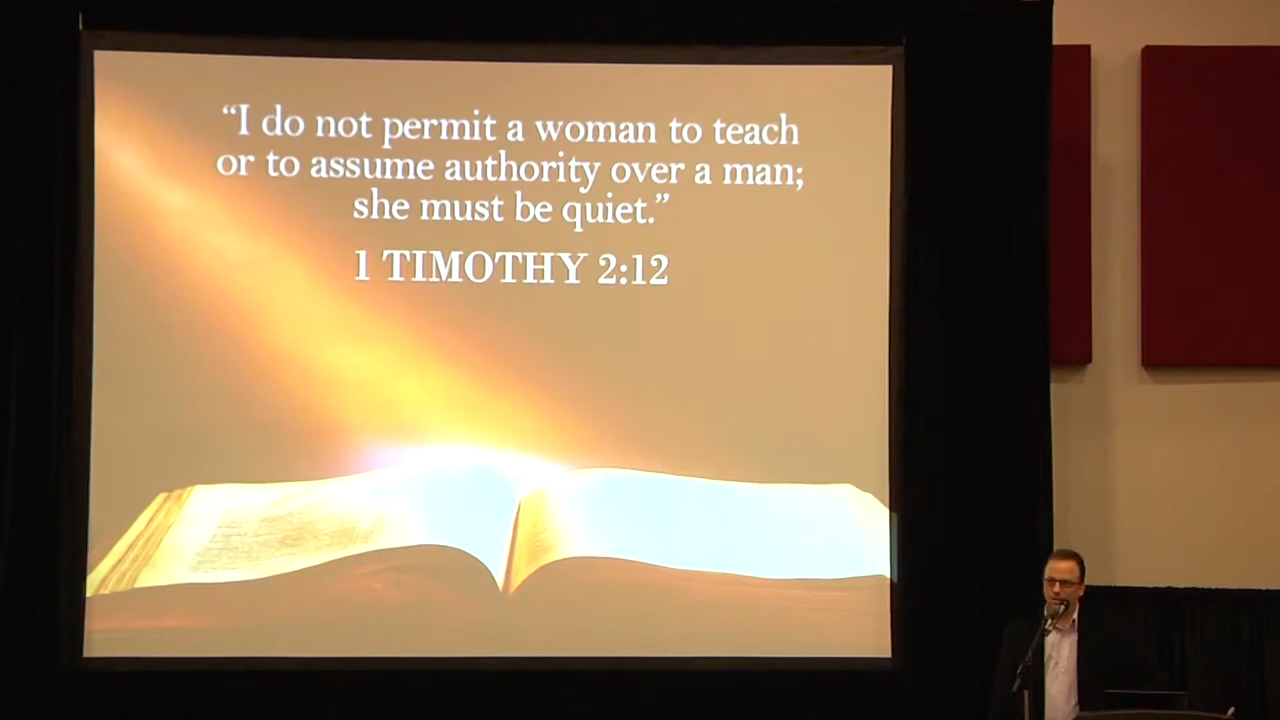 “I do not permit a woman to teach
or to assume authority over a man;
she must be quiet.”
1 TIMOTHY 2:12